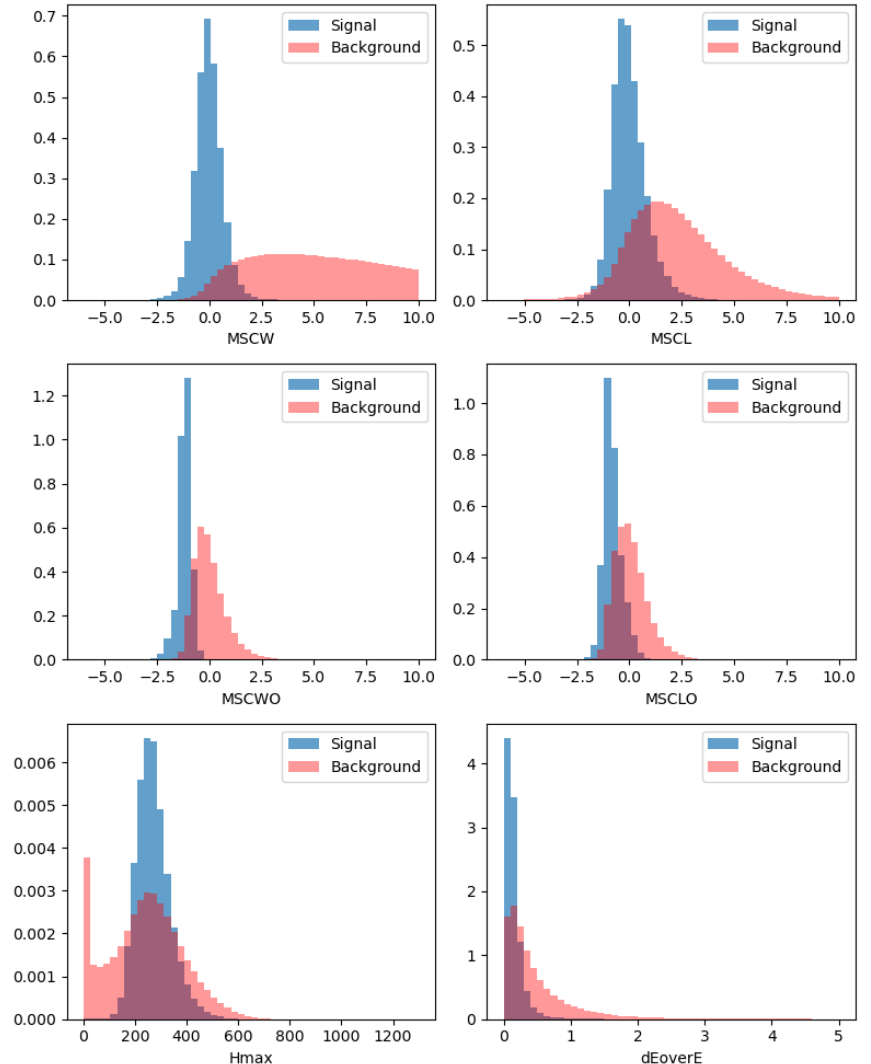 0.7
0.6
0.5
0.4
0.3
0.2
0.1
0.0
−5.0 −2.5 0.0 2.5 5.0 7.5 10.0
MSCW
Signal
Background
0.5
0.4
0.3
0.2
0.1
0.0
−5.0 −2.5 0.0 2.5 5.0 7.5 10.0
MSCL
Signal
Background
1.2
1.0
0.8
0.6
0.4
0.2
0.0
−5.0 −2.5 0.0 2.5 5.0 7.5 10.0
MSCWO
Signal
Background
1.0
0.8
0.6
0.4
0.2
0.0
−5.0 −2.5 0.0 2.5 5.0 7.5 10.0
MSCLO
Signal
Background
0.006
0.005
0.004
0.003
0.002
0.001
0.000
0 200 400 600 800 1000 1200
Hmax
Signal
Background
4
3
2
1
0
0 1 2 3 4 5
dEoverE
Signal
Background